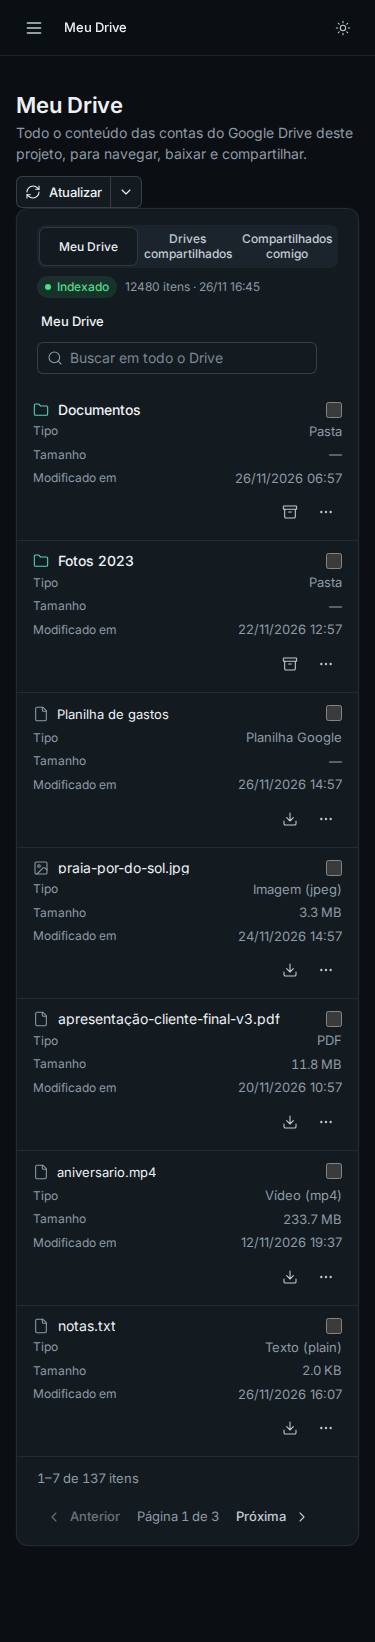 Meu Drive
Meu Drive
Todo o conteúdo das contas do Google Drive deste
projeto, para navegar, baixar e compartilhar.
Atualizar
Meu Drive
Drives
compartilhados
Compartilhados
comigo
Indexado
12480 itens · 26/11 16:45
Meu Drive
Buscar em todo o Drive
Documentos
Tipo Pasta
Tamanho —
Modificado em 26/11/2026 06:57
Fotos 2023
Tipo Pasta
Tamanho —
Modificado em 22/11/2026 12:57
Planilha de gastos
Tipo Planilha Google
Tamanho —
Modificado em 26/11/2026 14:57
praia-por-do-sol.jpg
Tipo Imagem (jpeg)
Tamanho 3.3 MB
Modificado em 24/11/2026 14:57
apresentação-cliente-final-v3.pdf
Tipo PDF
Tamanho 11.8 MB
Modificado em 20/11/2026 10:57
aniversario.mp4
Tipo Vídeo (mp4)
Tamanho 233.7 MB
Modificado em 12/11/2026 19:37
notas.txt
Tipo Texto (plain)
Tamanho 2.0 KB
Modificado em 26/11/2026 16:07
1–7 de 137 itens
Anterior Página 1 de 3 Próxima